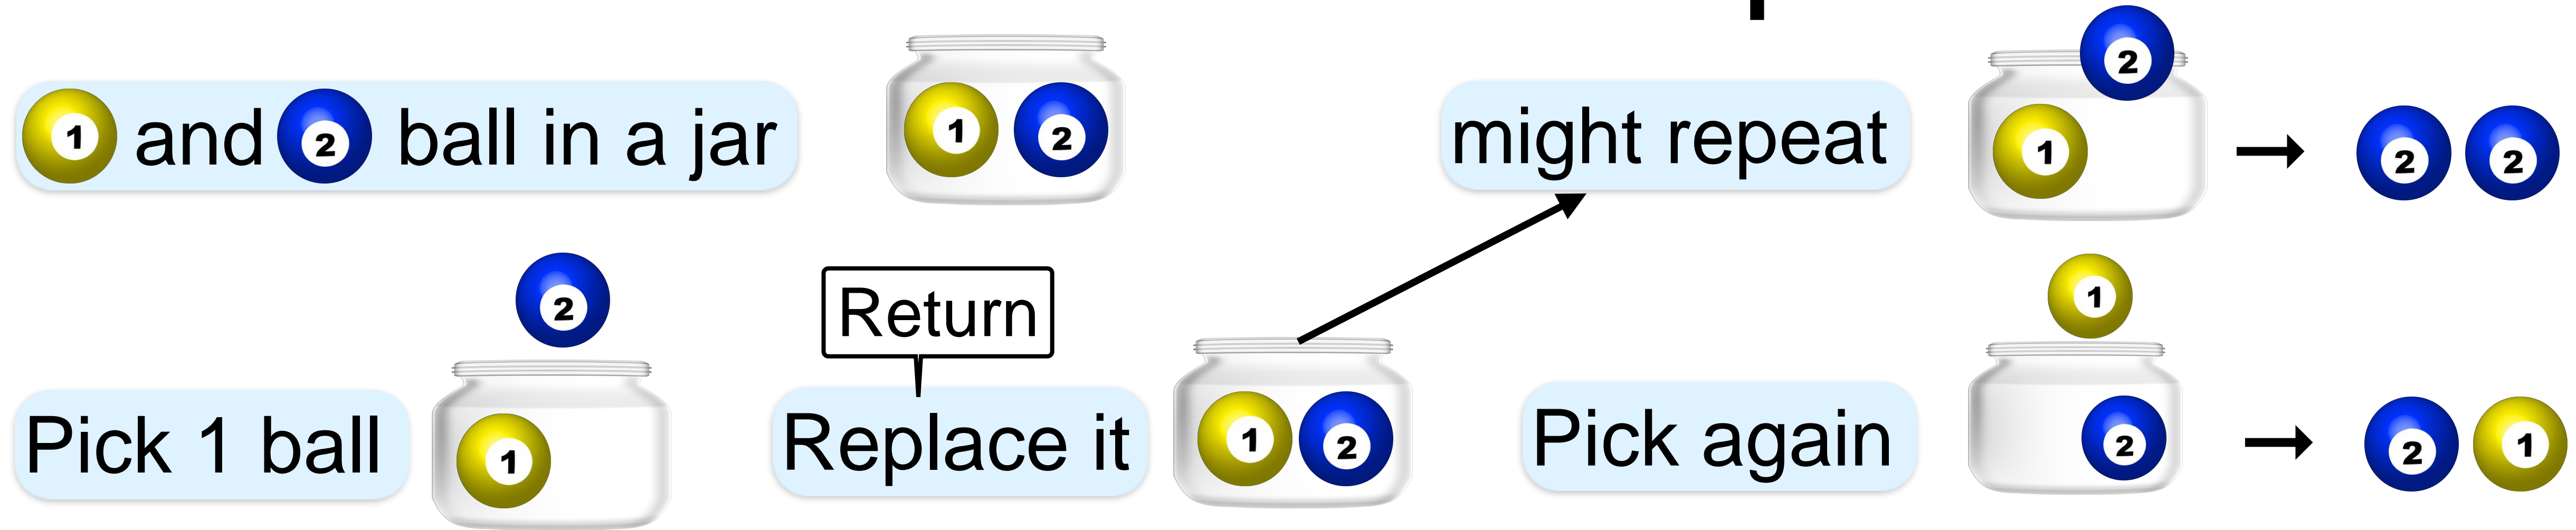 1 and 2 ball in a jar
1 2
might repeat
2
1
2 2
2
1
Pick 1 ball
Return
Replace it
1 2
Pick again
1
2
2 1